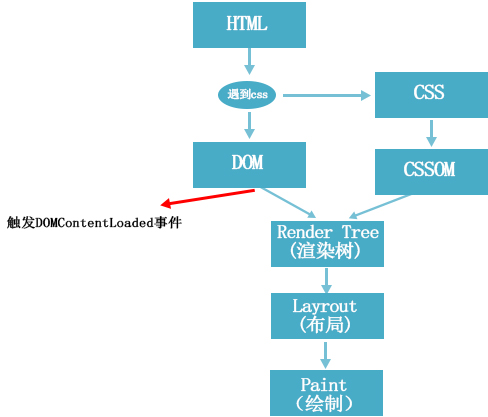 HTML
遇到css
CSS
DOM
CSSOM
触发DOMContentLoaded事件
Render Tree
(渲染树)
Layrout
(布局)
Paint
（绘制）